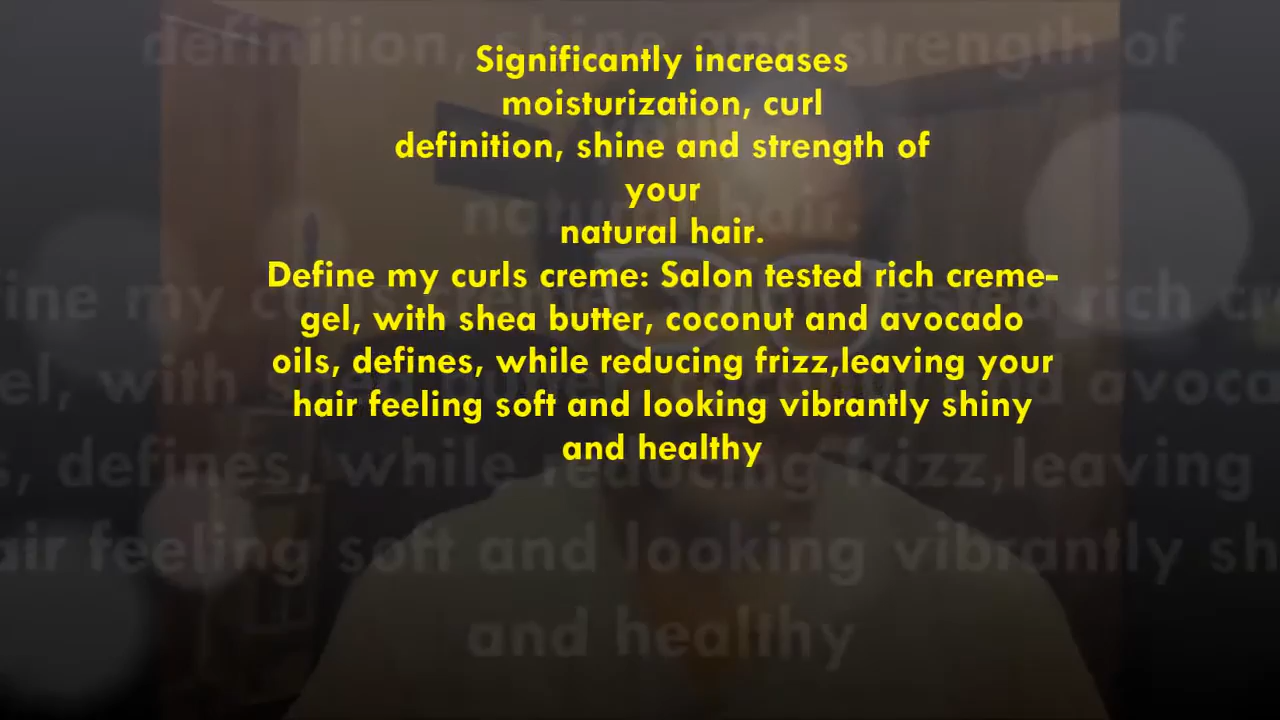 Significantly increases
moisturization, curl
definition, shine and strength of
your
natural hair.
Define my curls creme: Salon tested rich creme-
gel, with shea butter, coconut and avocado
oils, defines, while reducing frizz,leaving your
hair feeling soft and looking vibrantly shiny
and healthy